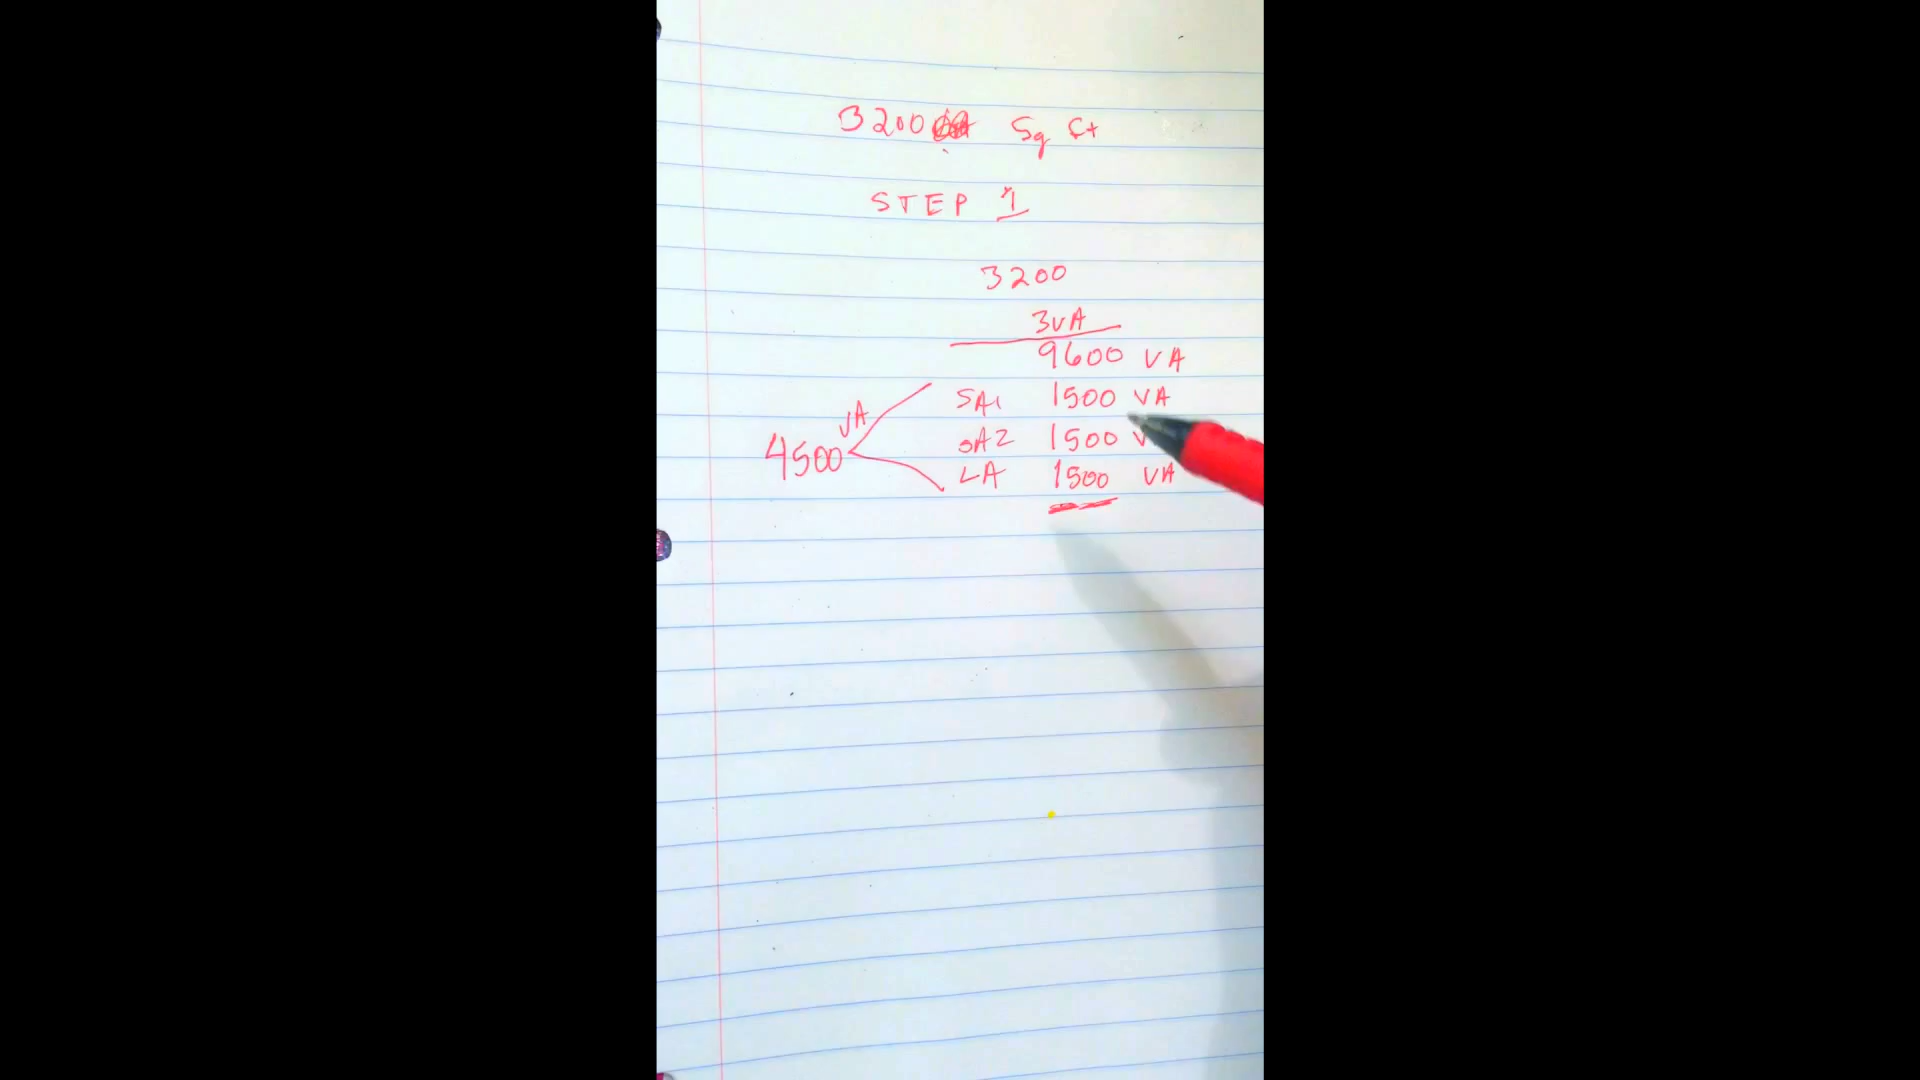 3200 Sq Ft
STEP 1
3200
3VA
9600 VA
SA1 1500 VA
4500 VA
SA2 1500
LA 1500 VA